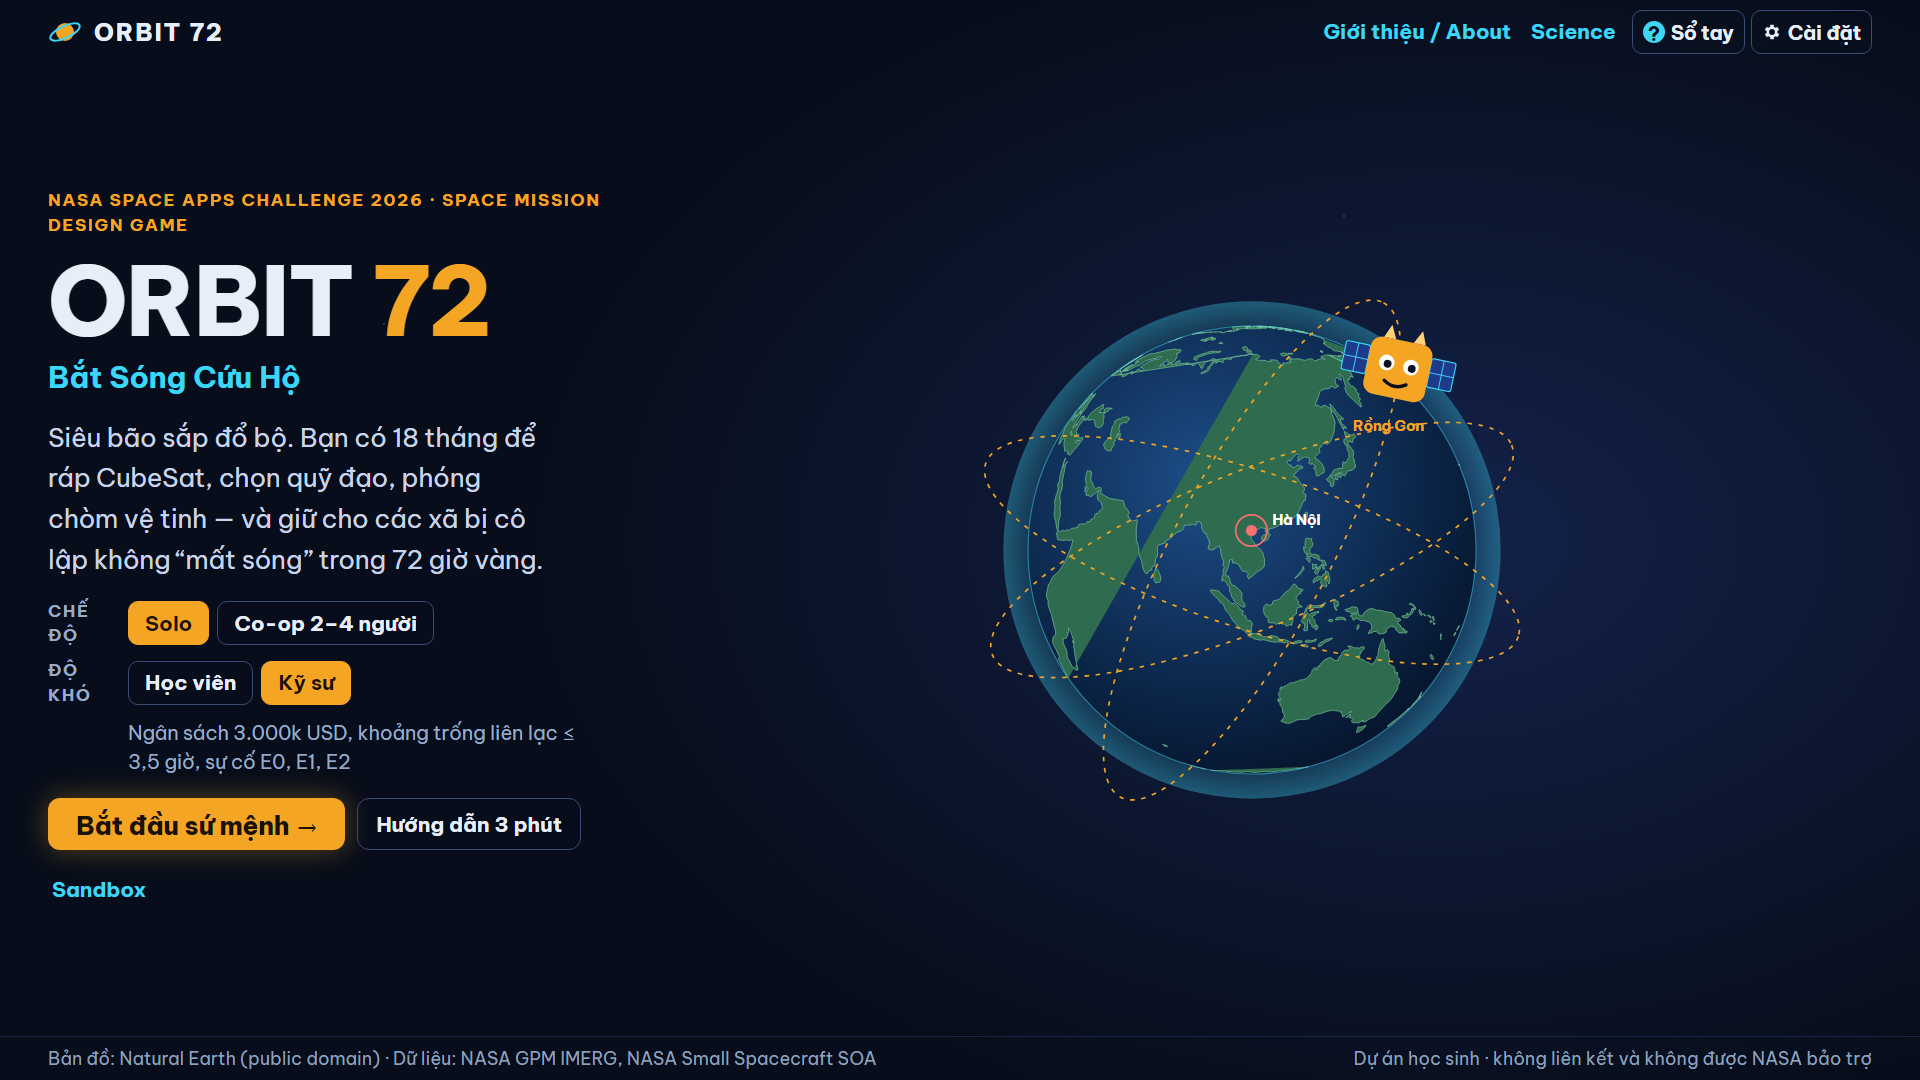 ORBIT 72
Giới thiệu / About
Science
? Sổ tay
Cài đặt
NASA SPACE APPS CHALLENGE 2026 · SPACE MISSION
DESIGN GAME
ORBIT 72
Bắt Sóng Cứu Hộ
Siêu bão sắp đổ bộ. Bạn có 18 tháng để
ráp CubeSat, chọn quỹ đạo, phóng
chòm vệ tinh — và giữ cho các xã bị cô
lập không “mất sóng” trong 72 giờ vàng.
CHẾ
ĐỘ
Solo
Co-op 2–4 người
ĐỘ
KHÓ
Học viên
Kỹ sư
Ngân sách 3.000k USD, khoảng trống liên lạc ≤
3,5 giờ, sự cố E0, E1, E2
Bắt đầu sứ mệnh →
Hướng dẫn 3 phút
Sandbox
Rồng Gơn
Hà Nội
Bản đồ: Natural Earth (public domain) · Dữ liệu: NASA GPM IMERG, NASA Small Spacecraft SOA
Dự án học sinh · không liên kết và không được NASA bảo trợ